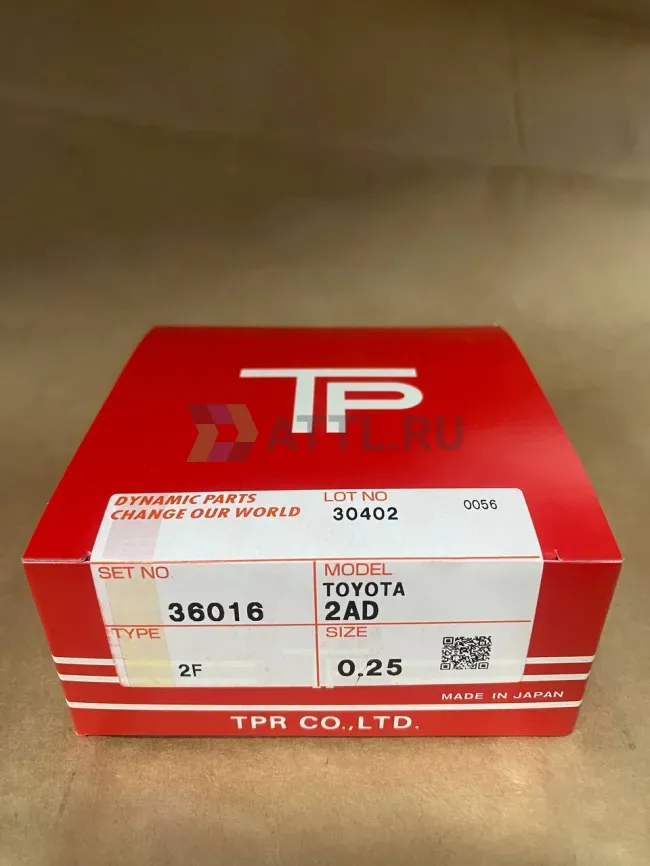 TP
ATTL.RU
DYNAMIC PARTS
CHANGE OUR WORLD
LOT NO
30402
0056
SET NO.
36016
MODEL
TOYOTA
2AD
TYPE
2F
SIZE
0.25
MADE IN JAPAN
TPR CO.,LTD.